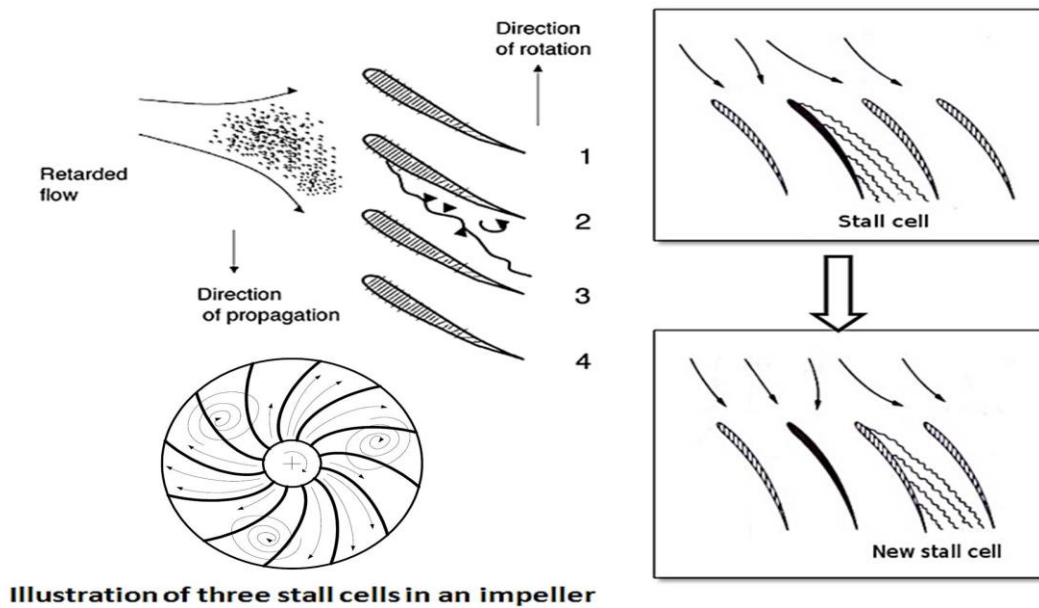 Direction
of rotation
Retarded
flow
1
2
3
4
Direction
of propagation
Illustration of three stall cells in an impeller
Stall cell
New stall cell